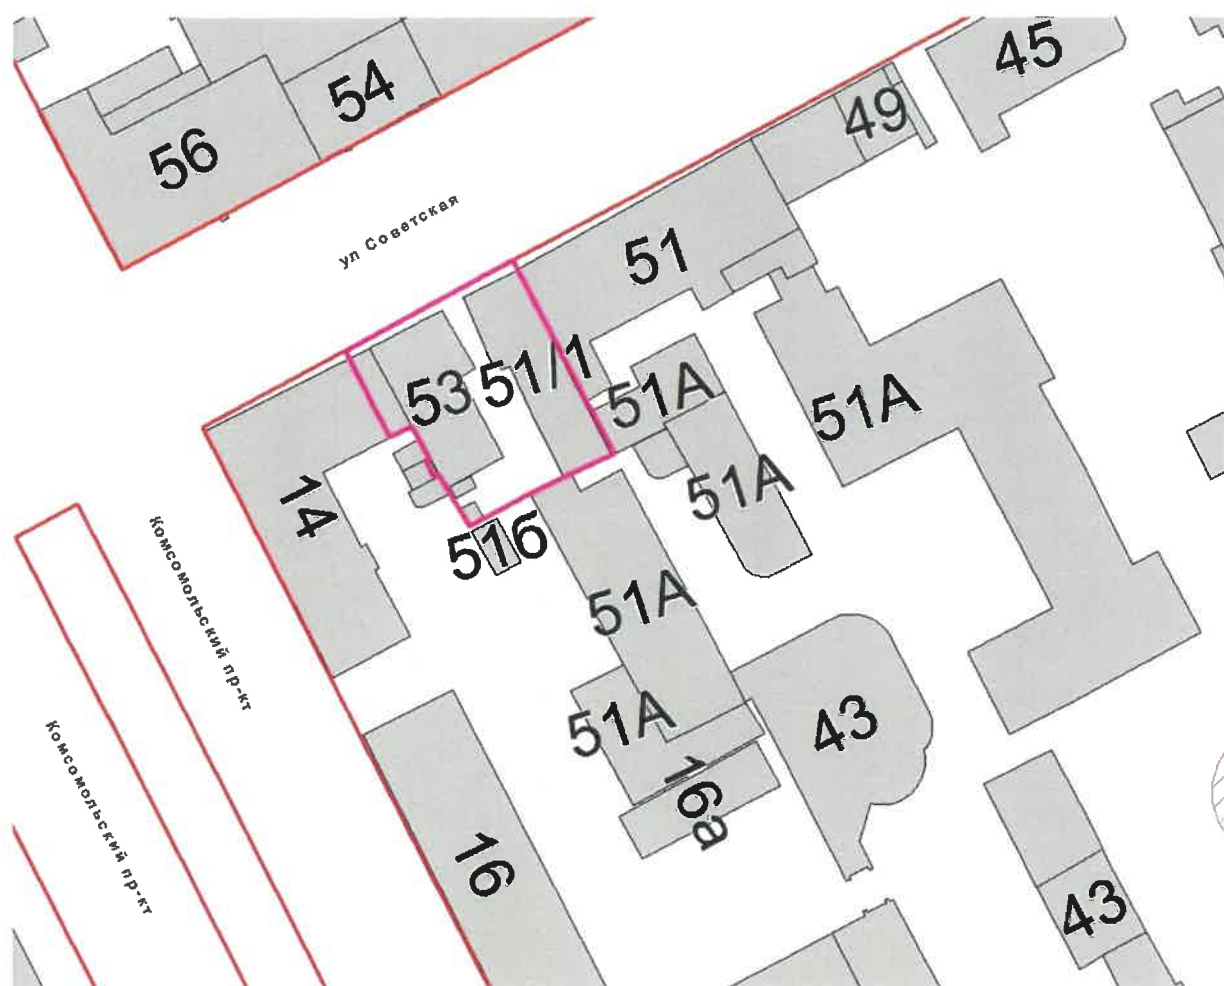 45
54
49
56
ул Советская
51
51/1
53
51А
51А
51А
14
51б
Комсомольский пр-кт
51А
51А
43
Комсомольский пр-кт
16а
16
43